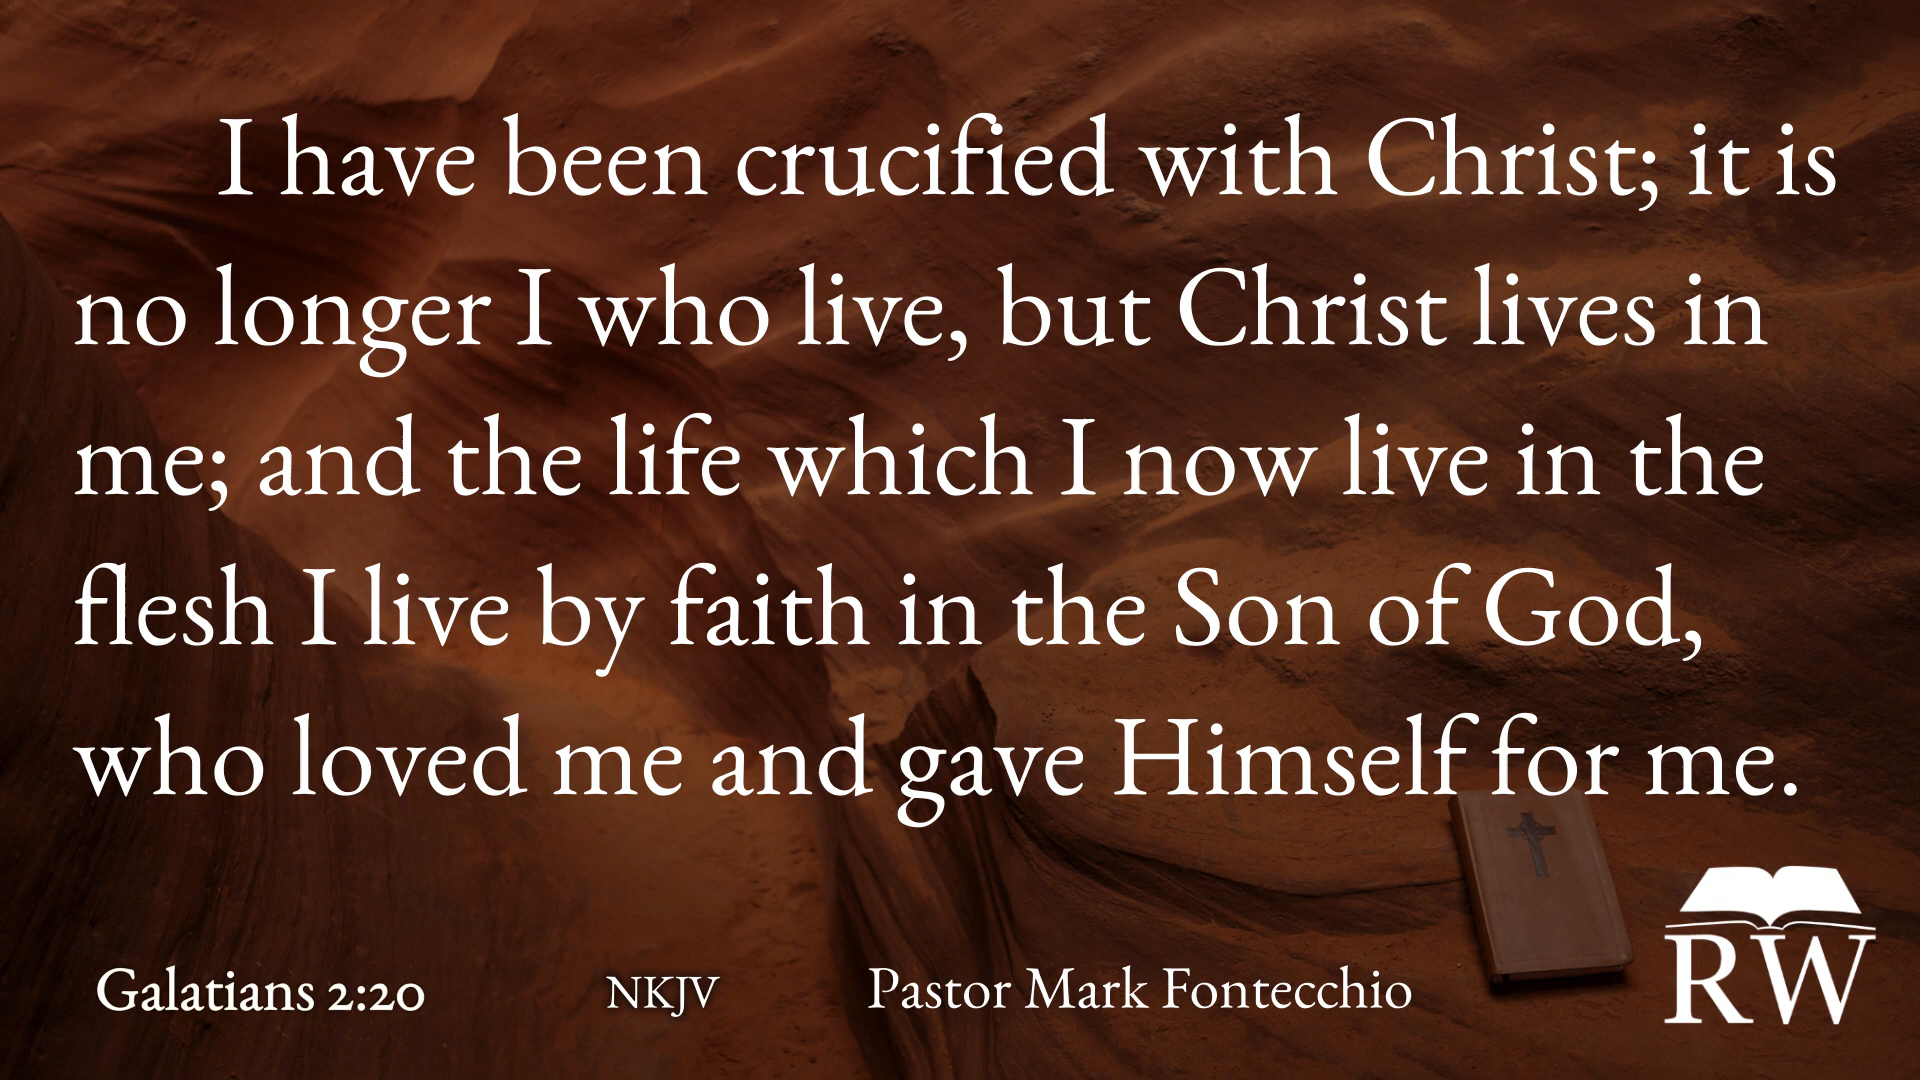 I have been crucified with Christ; it is
no longer I who live, but Christ lives in
me; and the life which I now live in the
flesh I live by faith in the Son of God,
who loved me and gave Himself for me.
Galatians 2:20 NKJV Pastor Mark Fontecchio
RW